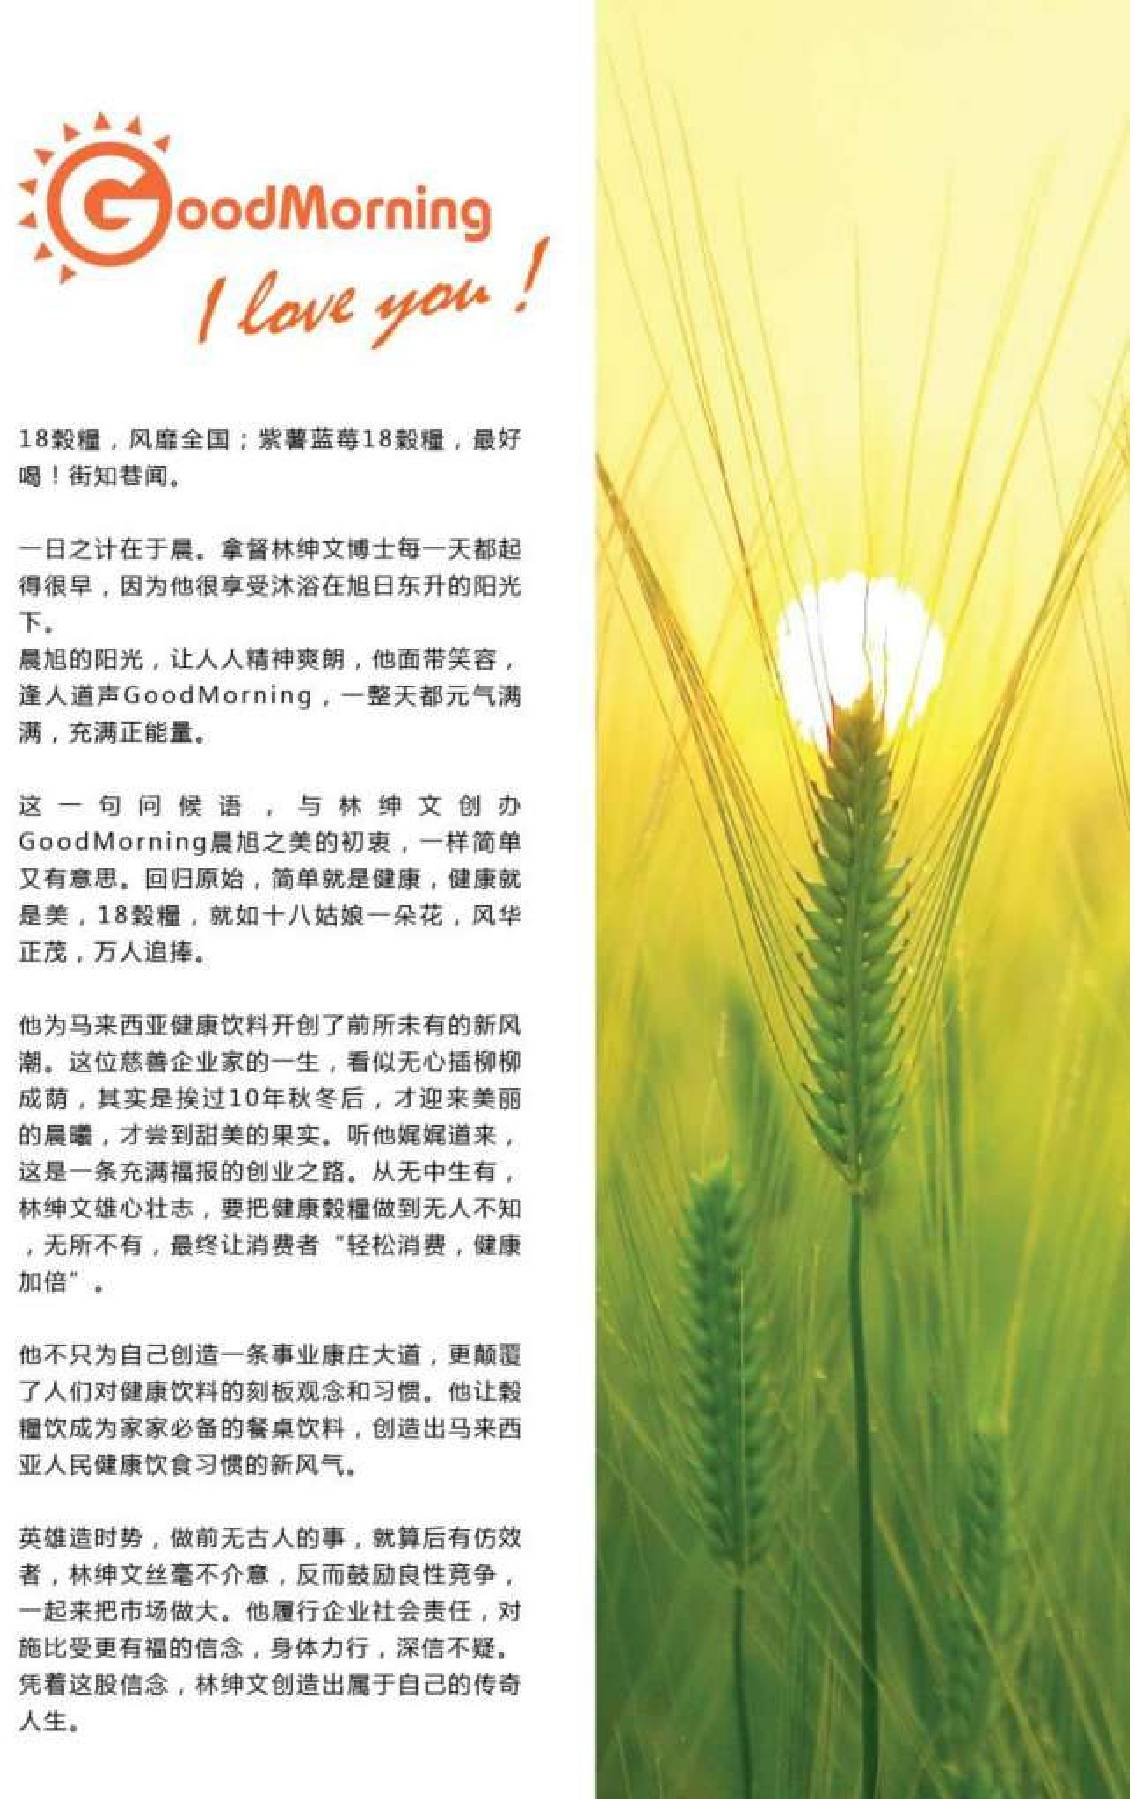 GoodMorning
I love you !
18穀糧，风靡全国；紫薯蓝莓18穀糧，最好
喝！街知巷闻。
一日之计在于晨。拿督林绅文博士每一天都起
得很早，因为他很享受沐浴在旭日东升的阳光
下。
晨旭的阳光，让人人精神爽朗，他面带笑容，
逢人道声GoodMorning，一整天都元气满
满，充满正能量。
这一句问候语，与林绅文创办
GoodMorning晨旭之美的初衷，一样简单
又有意思。回归原始，简单就是健康，健康就
是美，18穀糧，就如十八姑娘一朵花，风华
正茂，万人追捧。
他为马来西亚健康饮料开创了前所未有的新风
潮。这位慈善企业家的一生，看似无心插柳柳
成荫，其实是挨过10年秋冬后，才迎来美丽
的晨曦，才尝到甜美的果实。听他娓娓道来，
这是一条充满福报的创业之路。从无中生有，
林绅文雄心壮志，要把健康穀糧做到无人不知
，无所不有，最终让消费者“轻松消费，健康
加倍”。
他不只为自己创造一条事业康庄大道，更颠覆
了人们对健康饮料的刻板观念和习惯。他让穀
糧饮成为家家必备的餐桌饮料，创造出马来西
亚人民健康饮食习惯的新风气。
英雄造时势，做前无古人的事，就算后有仿效
者，林绅文丝毫不介意，反而鼓励良性竞争，
一起来把市场做大。他履行企业社会责任，对
施比受更有福的信念，身体力行，深信不疑。
凭着这股信念，林绅文创造出属于自己的传奇
人生。